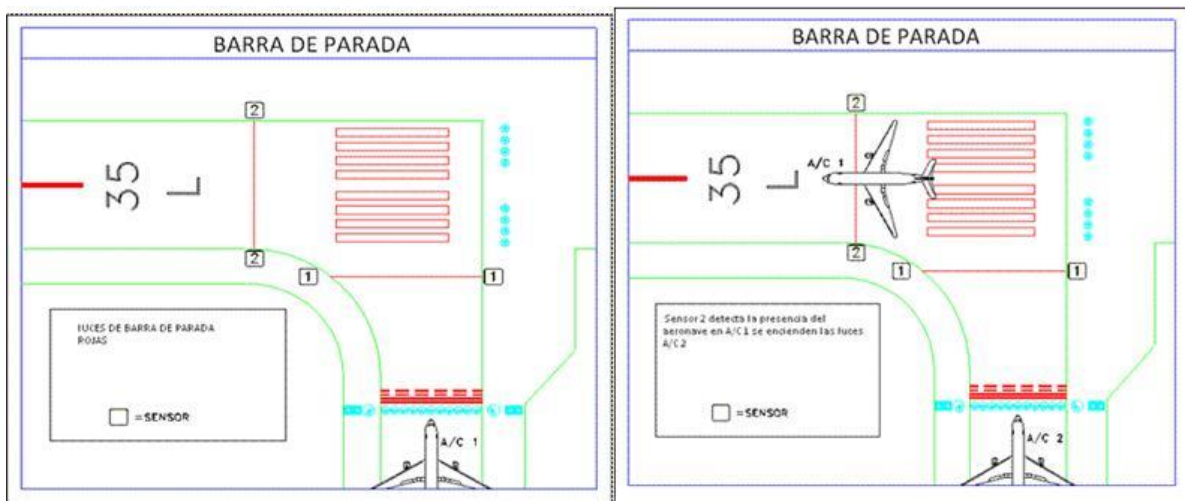 BARRA DE PARADA
2
35
L
2
1
1
LUCES DE BARRA DE PARADA
ROJAS
=SENSOR
A/C 1
BARRA DE PARADA
2
A/C 1
35
L
2
1
1
Sensor 2 detecta la presencia del
aeronave en A/C1 se encienden las luces
A/C2
=SENSOR
A/C 2